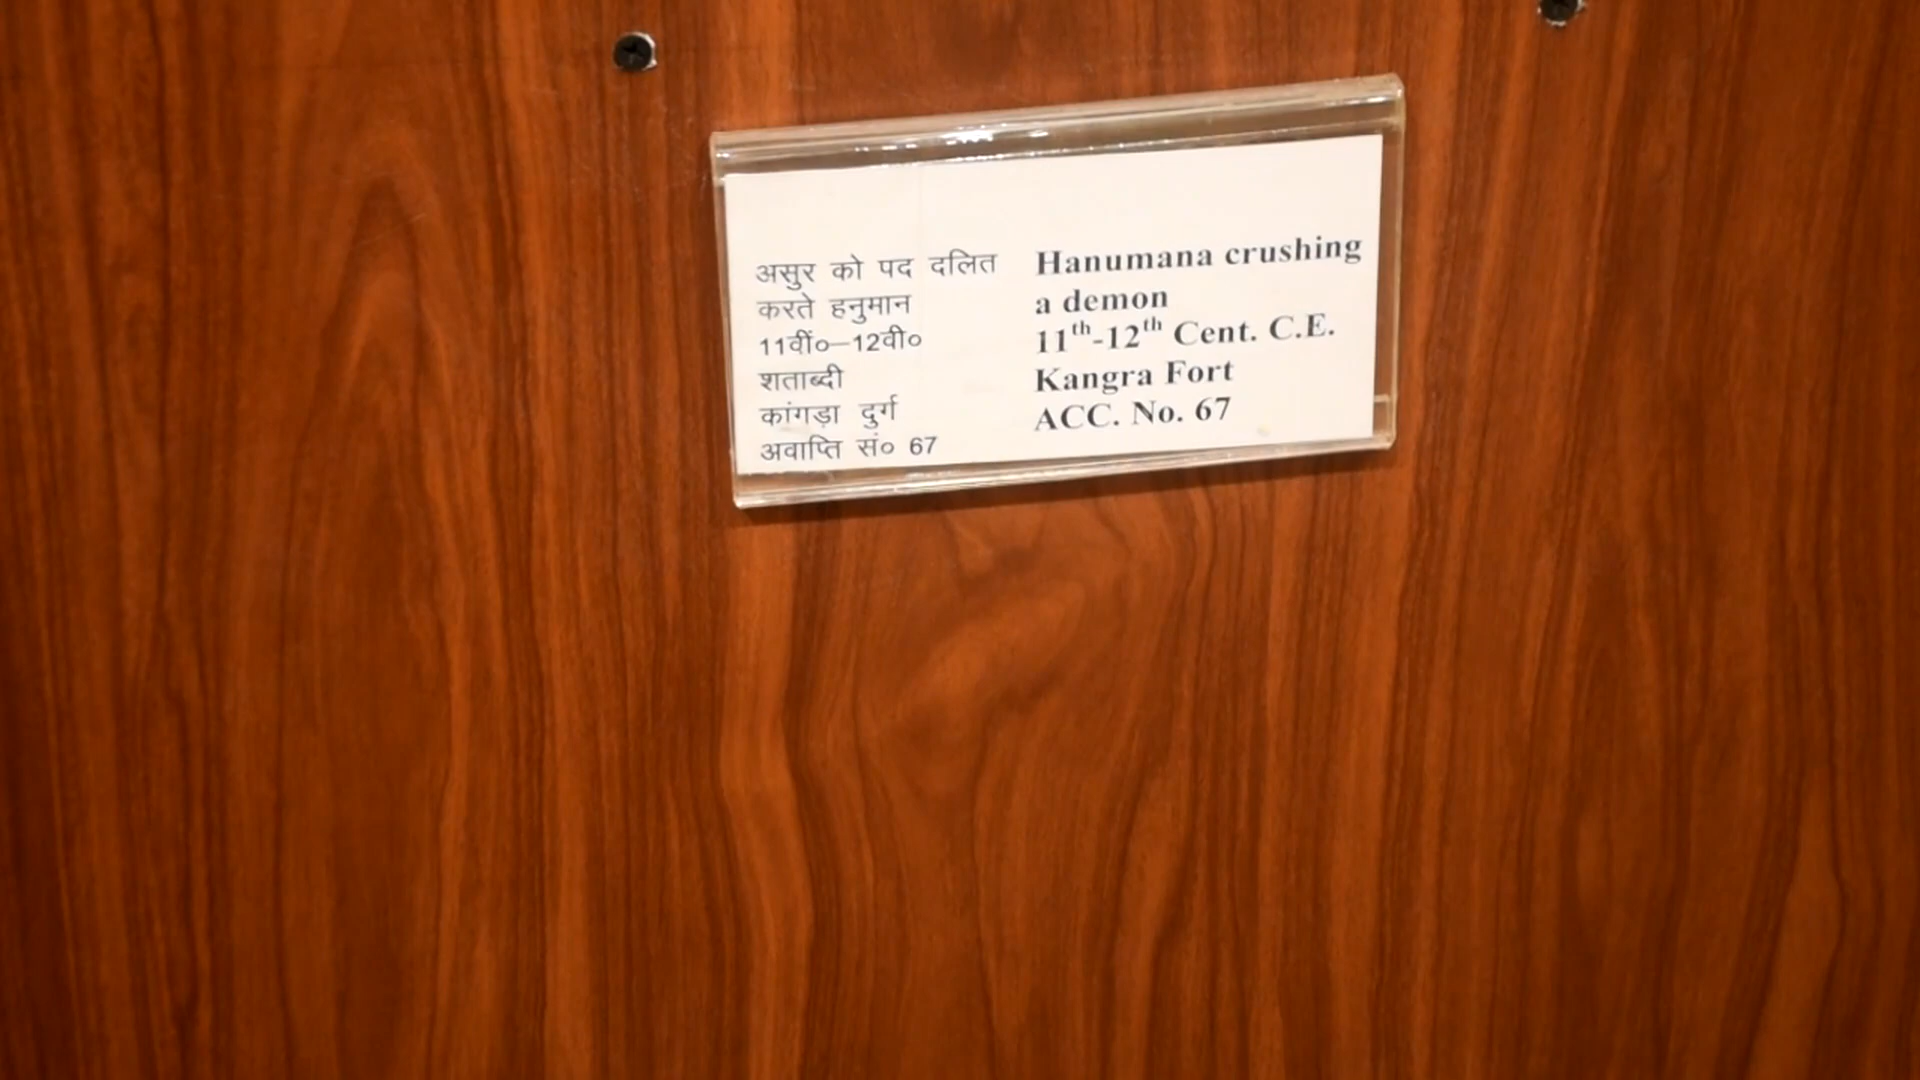 असुर को पद दलित
करते हनुमान
11वीं०–12वी०
शताब्दी
कांगड़ा दुर्ग
अवाप्ति सं० 67
Hanumana crushing
a demon
11th-12th Cent. C.E.
Kangra Fort
ACC. No. 67